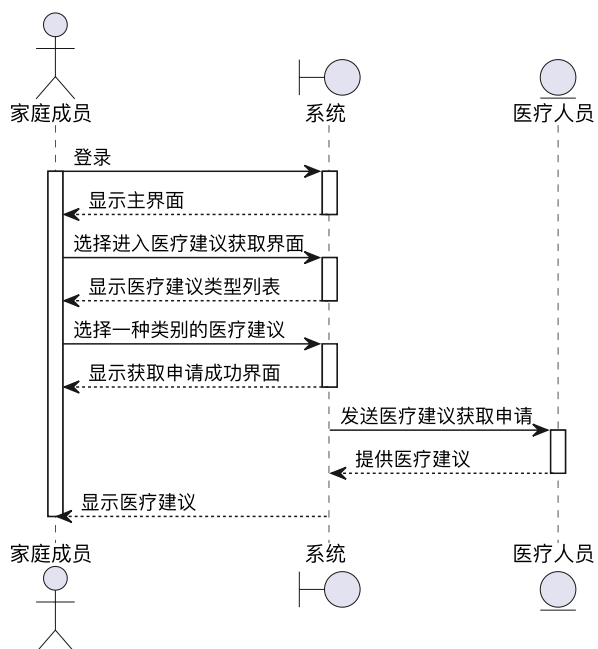 家庭成员
系统
医疗人员
登录
显示主界面
选择进入医疗建议获取界面
显示医疗建议类型列表
选择一种类别的医疗建议
显示获取申请成功界面
发送医疗建议获取申请
提供医疗建议
显示医疗建议
家庭成员
系统
医疗人员